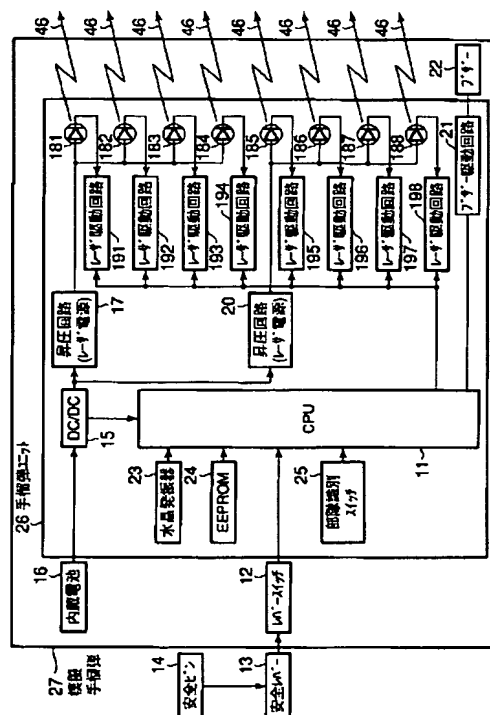 26 手榴弾ユニット
27
模擬
手榴弾
14
安全ピン
13
安全レバー
12
レバースイッチ
16
内蔵電池
15
DC/DC
17
昇圧回路
(レーザ電源)
20
昇圧回路
(レーザ電源)
23
水晶発振器
24
EEPROM
25
部隊識別
スイッチ
CPU
11
181
182
183
184
185
186
187
188
レーザ駆動回路
191
レーザ駆動回路
192
レーザ駆動回路
193
レーザ駆動回路
194
レーザ駆動回路
195
レーザ駆動回路
196
レーザ駆動回路
197
レーザ駆動回路
198
46
46
46
46
46
46
46
46
ブザー駆動回路
21
ブザー
22